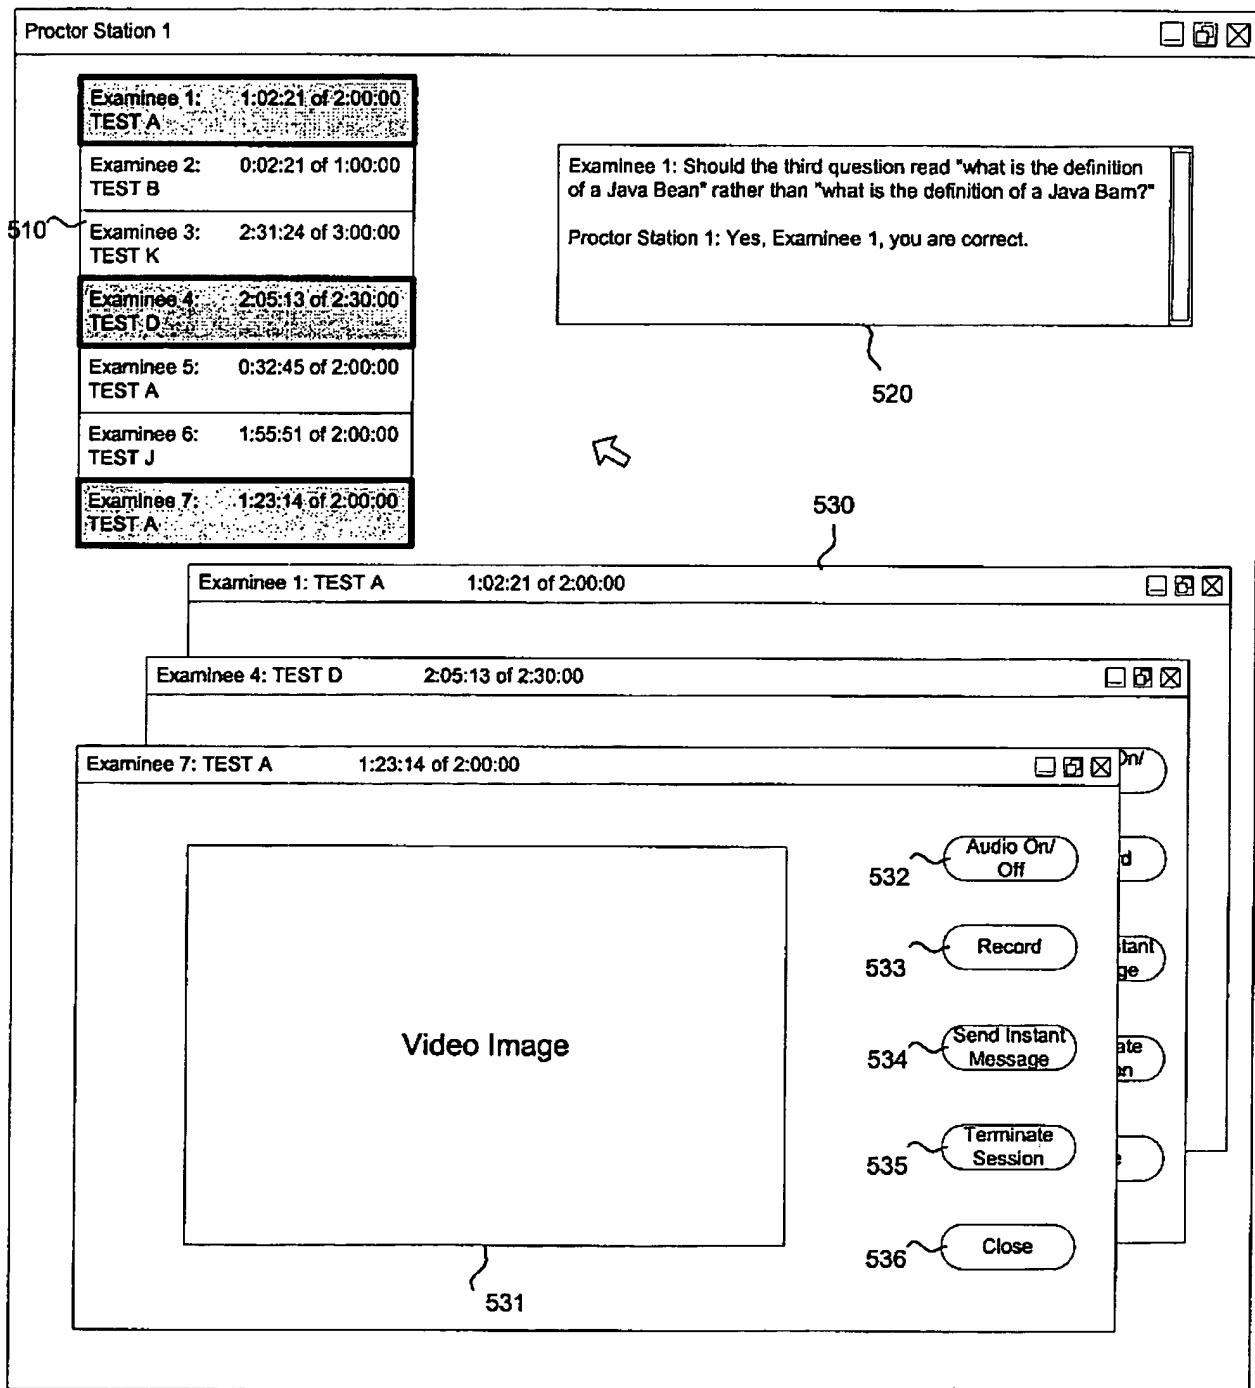 Proctor Station 1
Examinee 1: 1:02:21 of 2:00:00
TEST A
Examinee 2: 0:02:21 of 1:00:00
TEST B
510
Examinee 3: 2:31:24 of 3:00:00
TEST K
Examinee 4: 2:05:13 of 2:30:00
TEST D
Examinee 5: 0:32:45 of 2:00:00
TEST A
Examinee 6: 1:55:51 of 2:00:00
TEST J
Examinee 7: 1:23:14 of 2:00:00
TEST A
Examinee 1: Should the third question read "what is the definition
of a Java Bean" rather than "what is the definition of a Java Bam?"
Proctor Station 1: Yes, Examinee 1, you are correct.
520
530
Examinee 1: TEST A 1:02:21 of 2:00:00
Examinee 4: TEST D 2:05:13 of 2:30:00
On/
rd
stant
ge
ate
on
e
Examinee 7: TEST A 1:23:14 of 2:00:00
Video Image
531
532
Audio On/
Off
533
Record
534
Send Instant
Message
535
Terminate
Session
536
Close